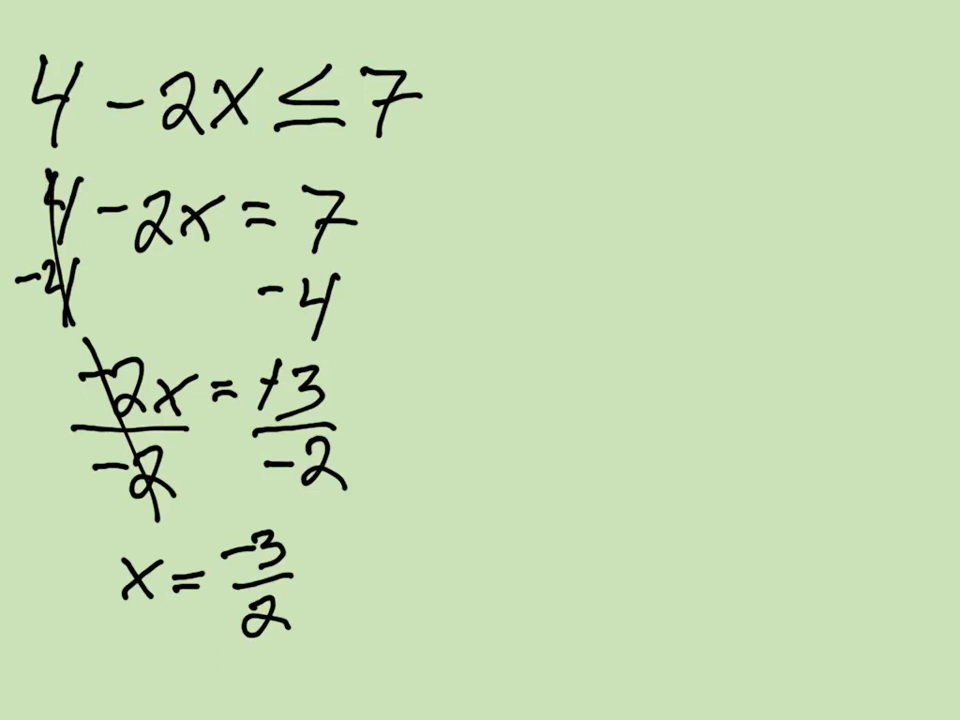 4 - 2x ≤ 7
4 - 2x = 7
-4 -4
-2x = +3
-2 -2
x = -3
2